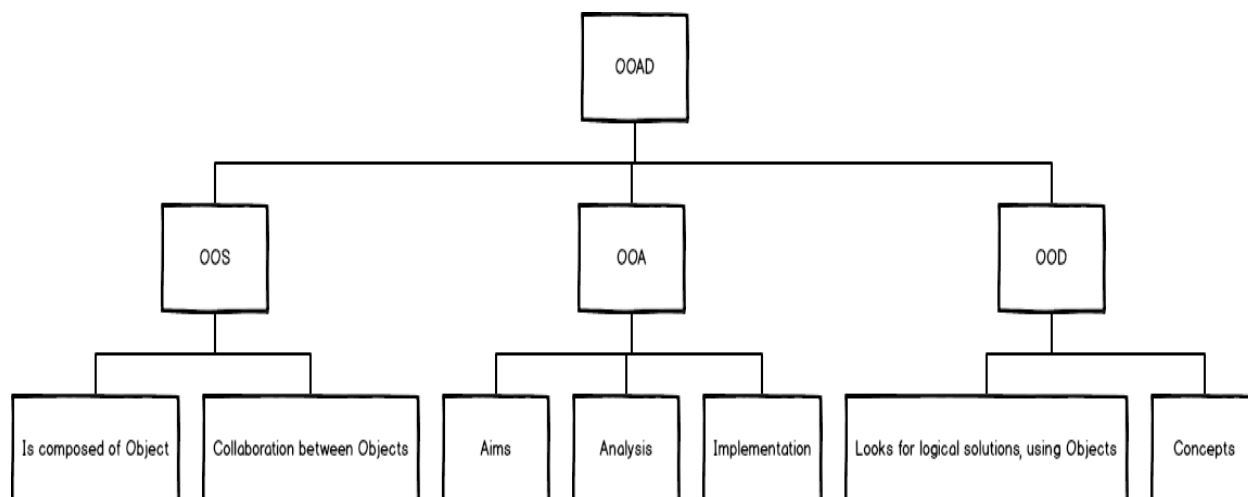 OOAD
OOS
OOA
OOD
Is composed of Object
Collaboration between Objects
Aims
Analysis
Implementation
Looks for logical solutions, using Objects
Concepts